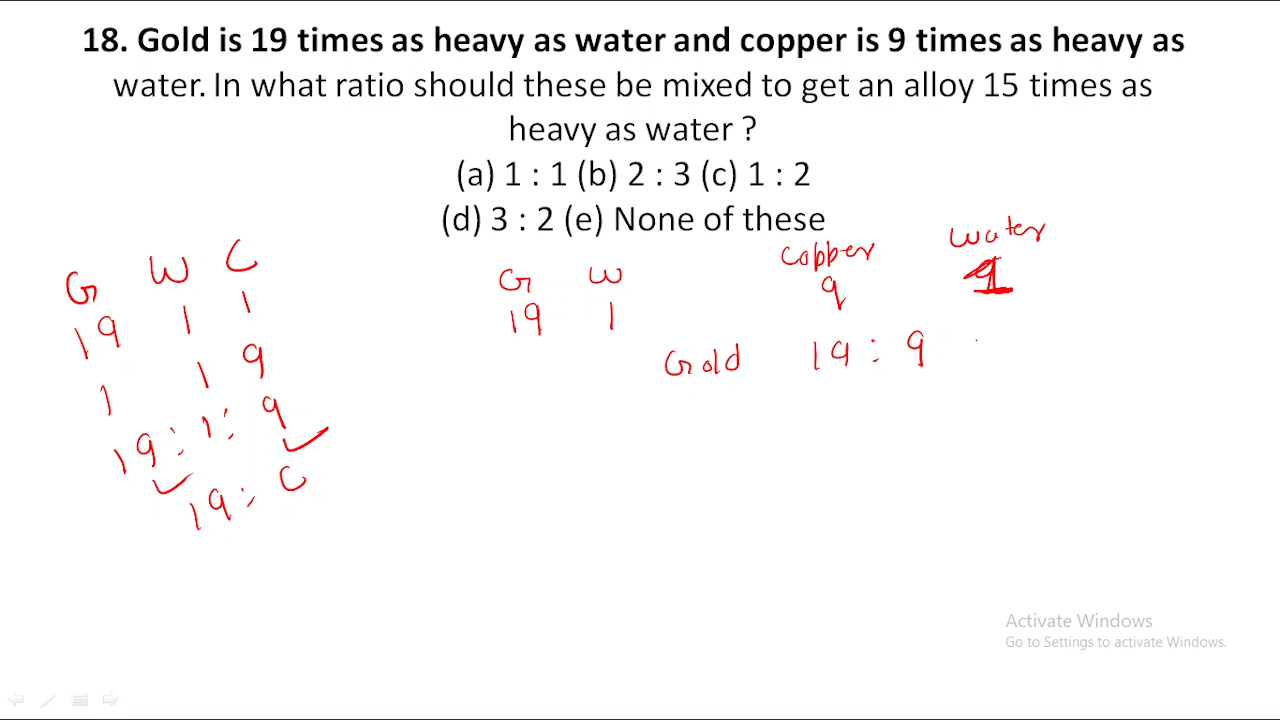 18. Gold is 19 times as heavy as water and copper is 9 times as heavy as
water. In what ratio should these be mixed to get an alloy 15 times as
heavy as water ?
(a) 1 : 1 (b) 2 : 3 (c) 1 : 2
(d) 3 : 2 (e) None of these
G W C
19 1 1
1 1 9
19 : 1 : 9
19 : C
G W
19 1
copper water
9 1
Gold 19 : 9
Activate Windows
Go to Settings to activate Windows.